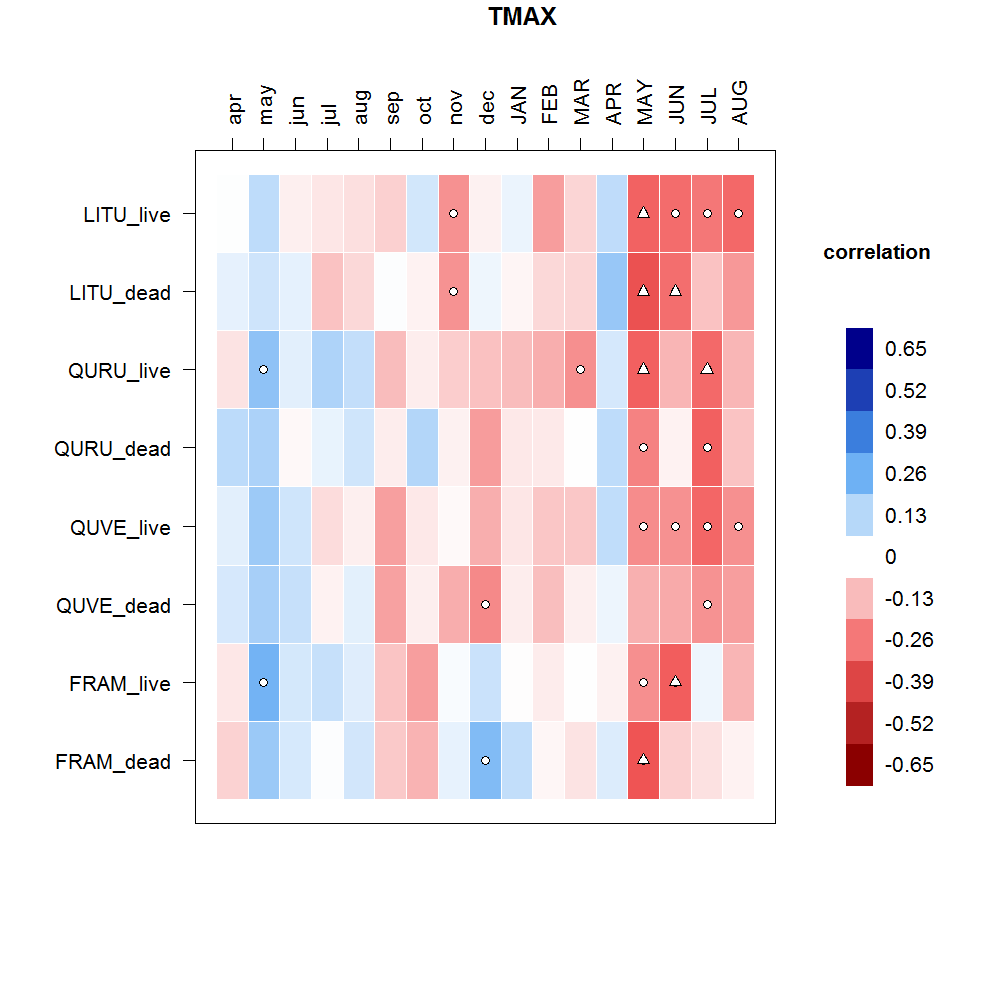 TMAX
apr may jun jul aug sep oct nov dec JAN FEB MAR APR MAY JUN JUL AUG
LITU_live
LITU_dead
QURU_live
QURU_dead
QUVE_live
QUVE_dead
FRAM_live
FRAM_dead
correlation
0.65
0.52
0.39
0.26
0.13
0
-0.13
-0.26
-0.39
-0.52
-0.65